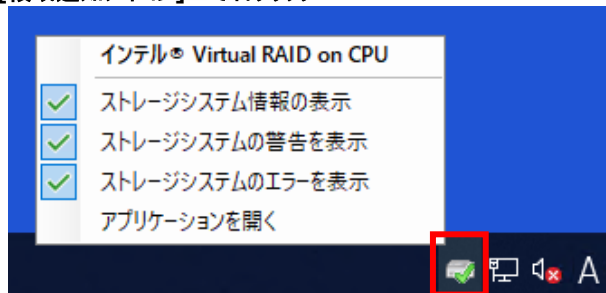 インテル® Virtual RAID on CPU
ストレージシステム情報の表示
ストレージシステムの警告を表示
ストレージシステムのエラーを表示
アプリケーションを開く
A